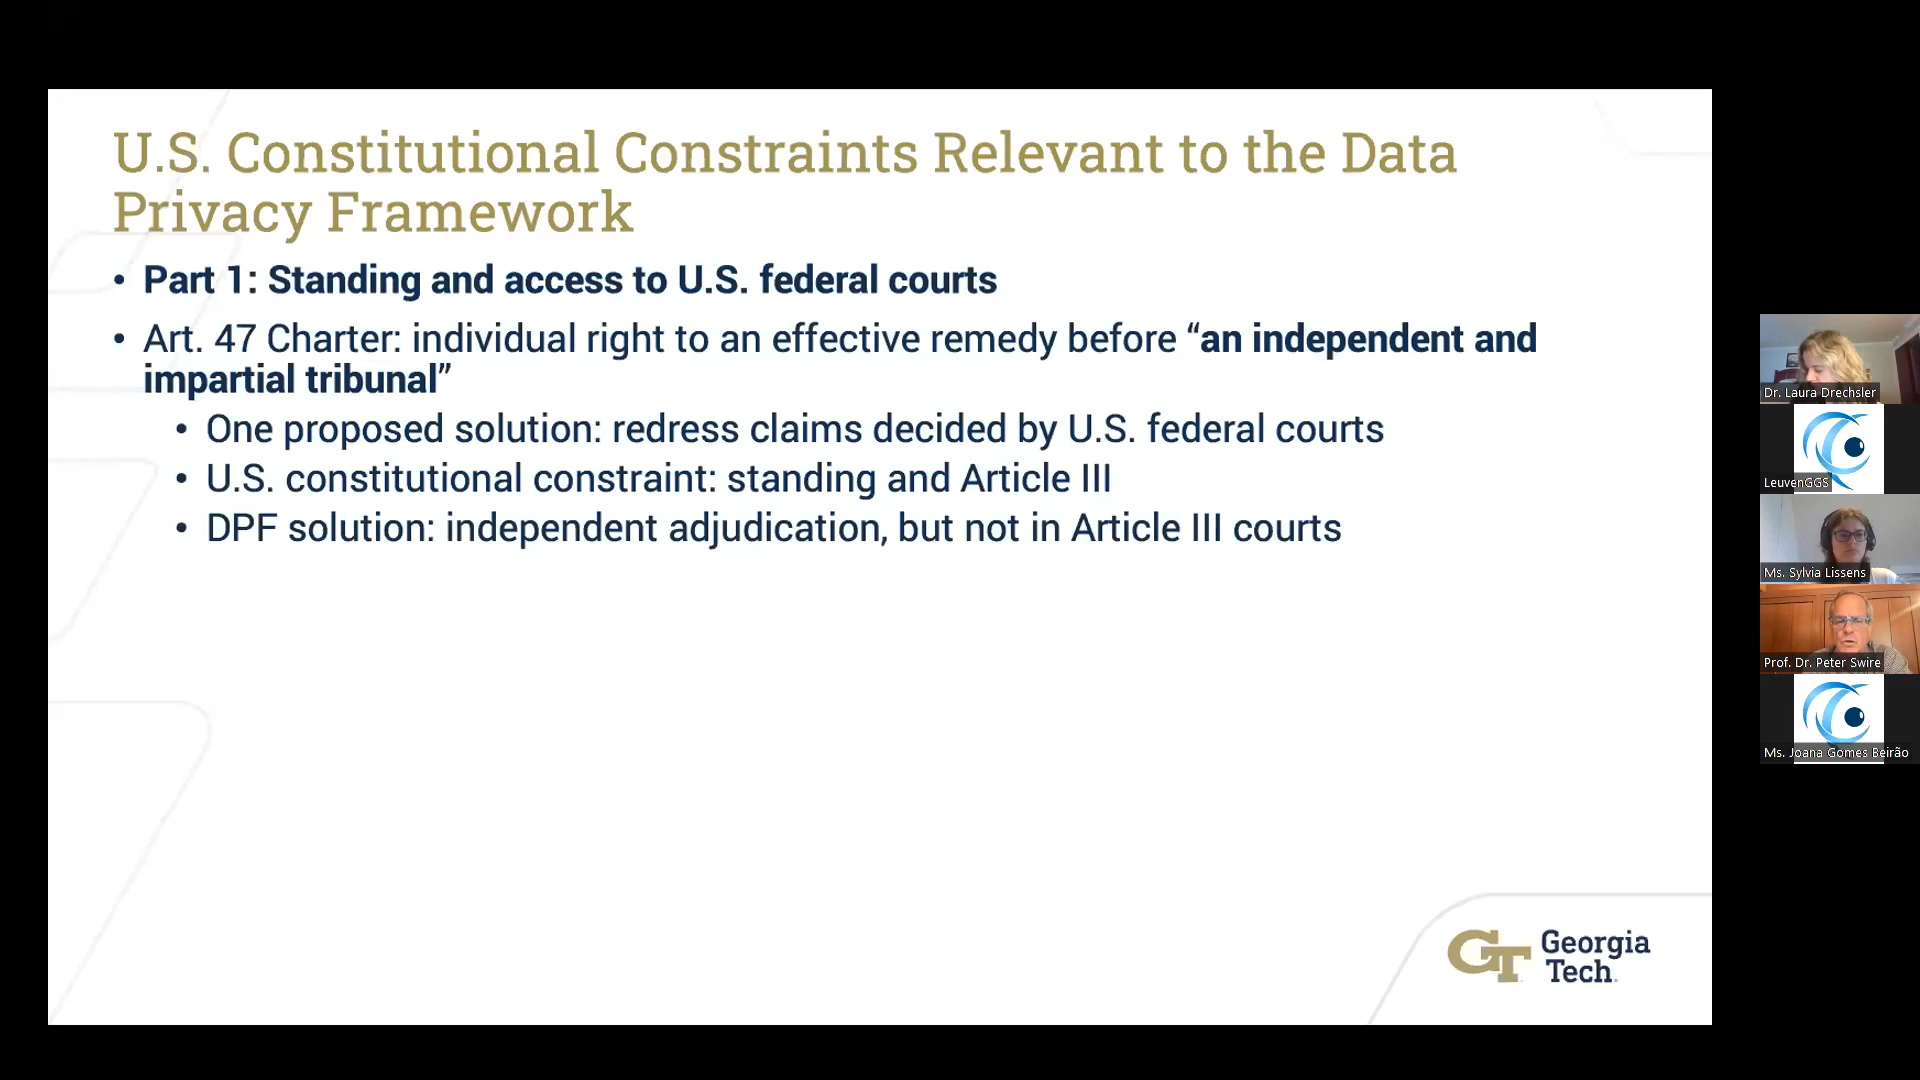 U.S. Constitutional Constraints Relevant to the Data
Privacy Framework
• Part 1: Standing and access to U.S. federal courts
• Art. 47 Charter: individual right to an effective remedy before “an independent and
impartial tribunal”
• One proposed solution: redress claims decided by U.S. federal courts
• U.S. constitutional constraint: standing and Article III
• DPF solution: independent adjudication, but not in Article III courts
GT Georgia
Tech
Dr. Laura Drechsler
LeuvenGGS
Ms. Sylvia Lissens
Prof. Dr. Peter Swire
Ms. Joana Gomes Beirão